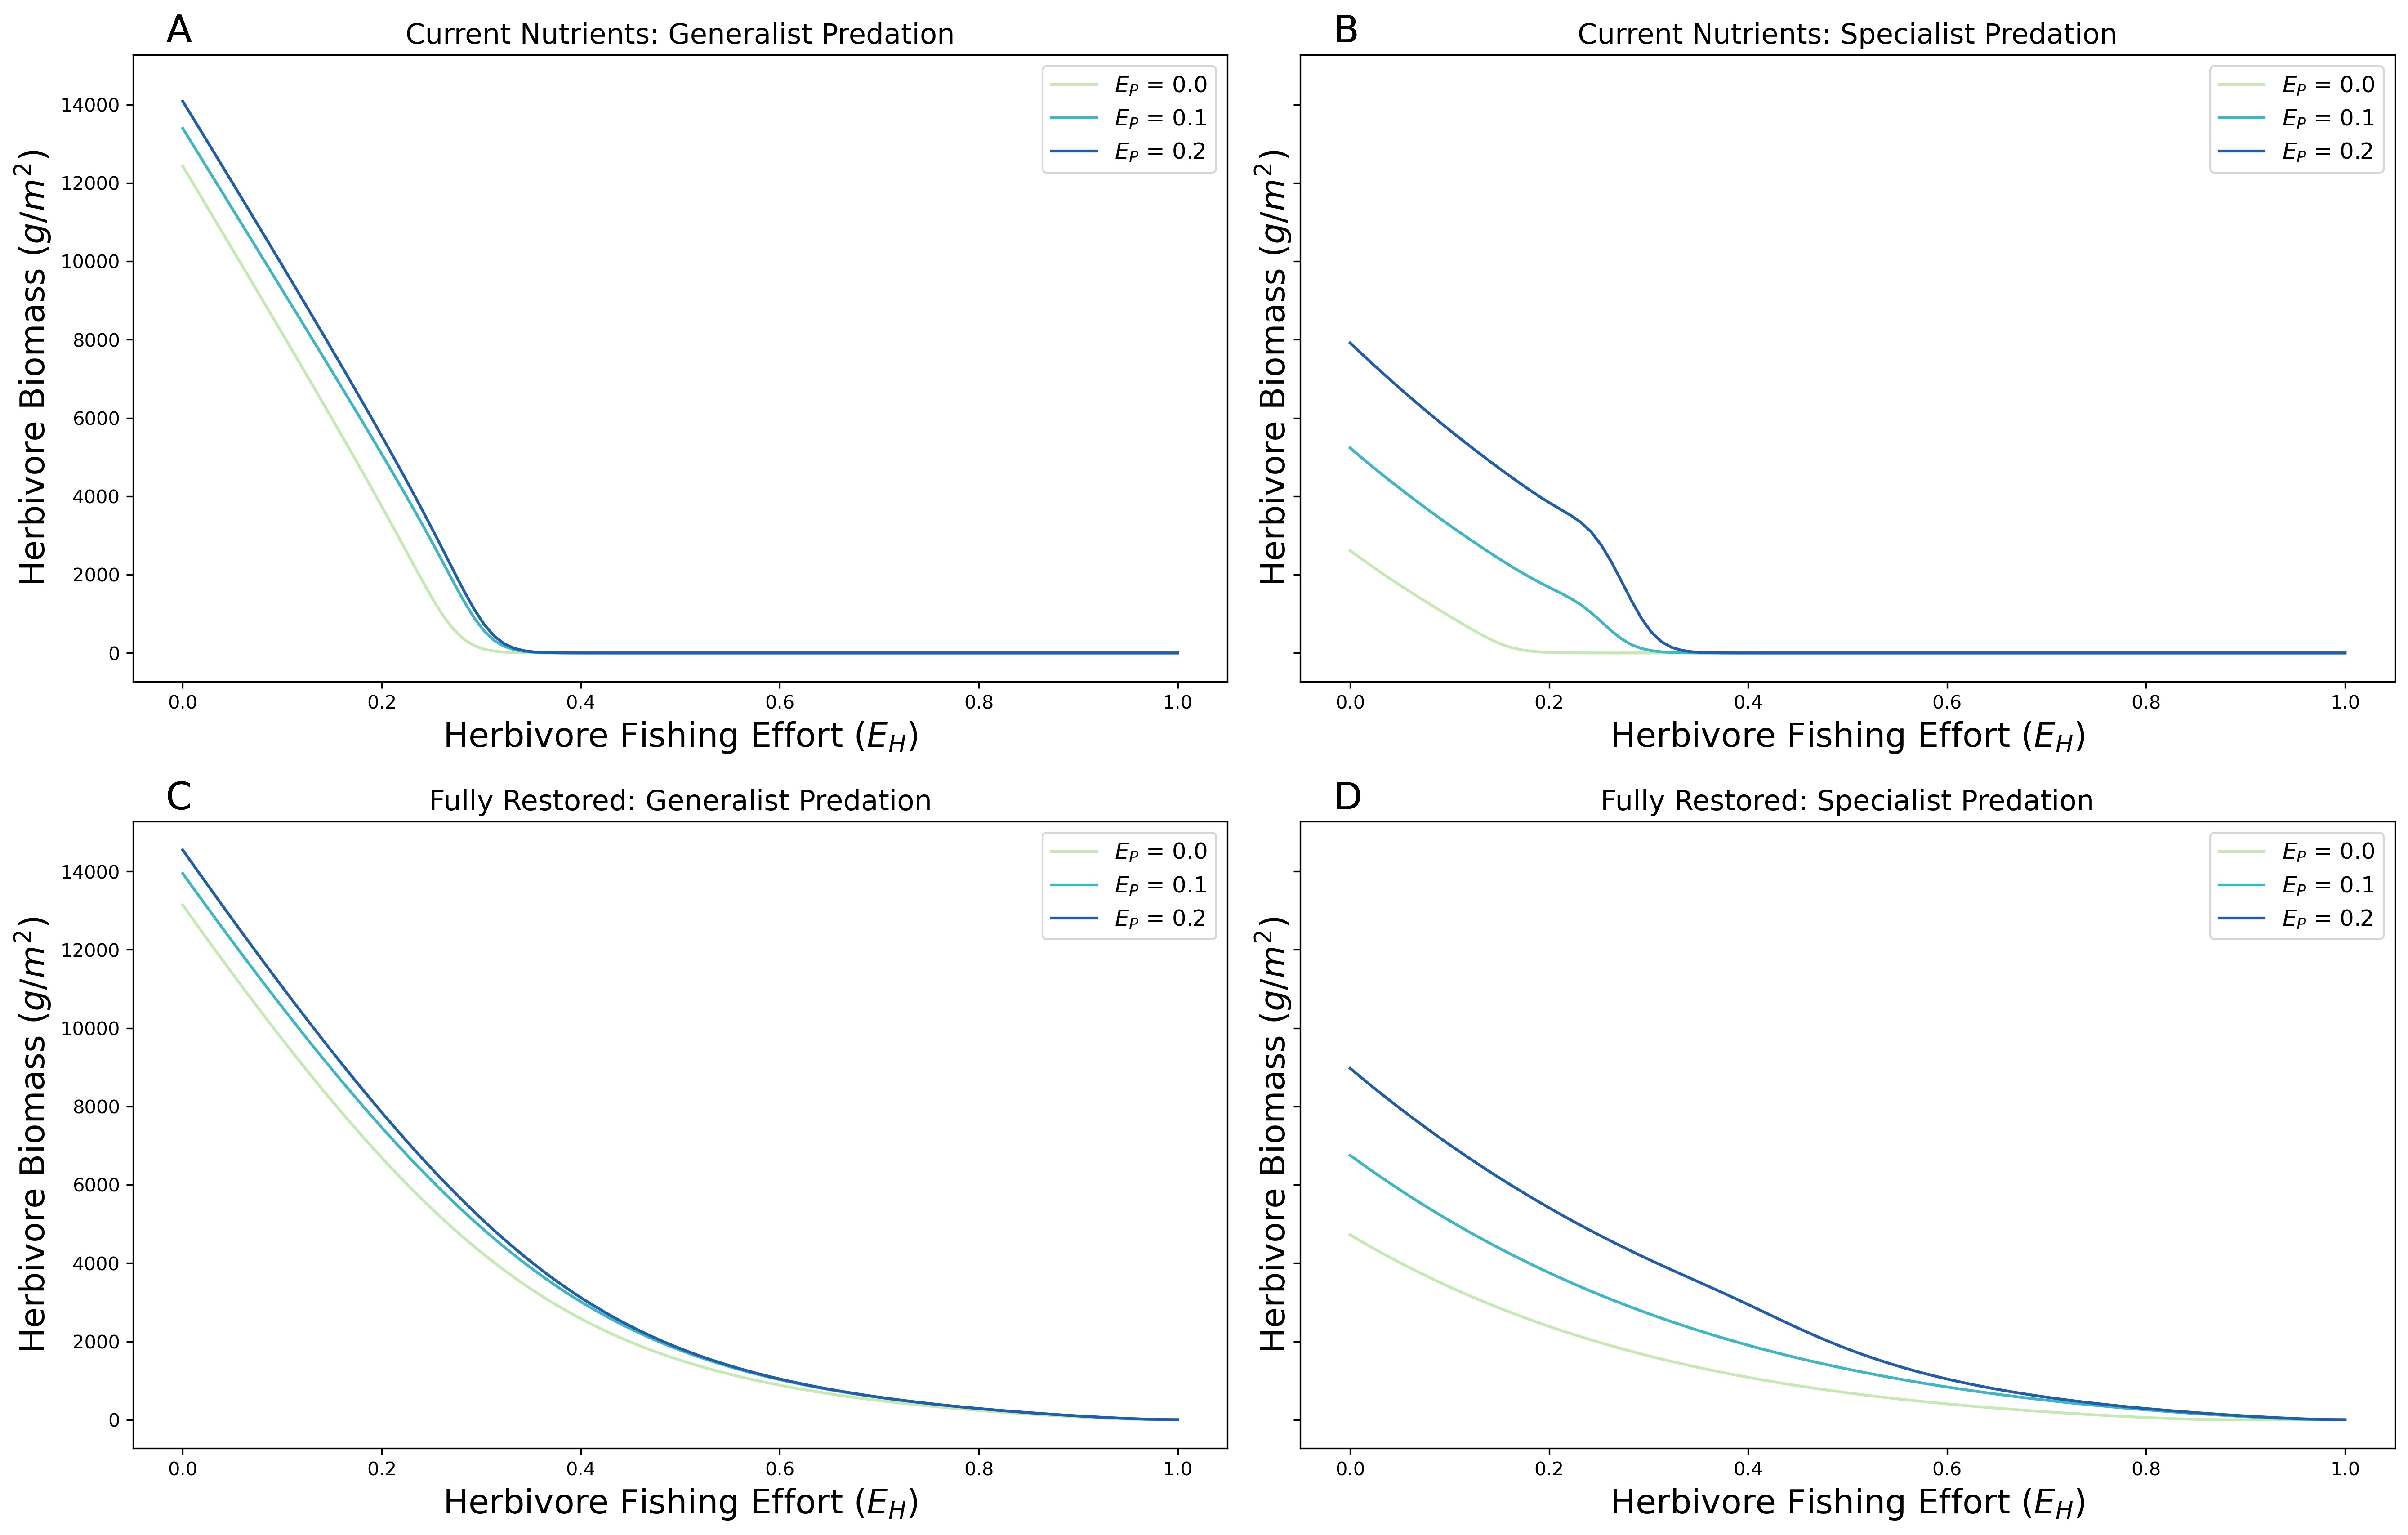 A
Current Nutrients: Generalist Predation
Herbivore Biomass (g/m²)
14000
12000
10000
8000
6000
4000
2000
0
E_P = 0.0
E_P = 0.1
E_P = 0.2
0.0 0.2 0.4 0.6 0.8 1.0
Herbivore Fishing Effort (E_H)
B
Current Nutrients: Specialist Predation
Herbivore Biomass (g/m²)
E_P = 0.0
E_P = 0.1
E_P = 0.2
0.0 0.2 0.4 0.6 0.8 1.0
Herbivore Fishing Effort (E_H)
C
Fully Restored: Generalist Predation
Herbivore Biomass (g/m²)
14000
12000
10000
8000
6000
4000
2000
0
E_P = 0.0
E_P = 0.1
E_P = 0.2
0.0 0.2 0.4 0.6 0.8 1.0
Herbivore Fishing Effort (E_H)
D
Fully Restored: Specialist Predation
Herbivore Biomass (g/m²)
E_P = 0.0
E_P = 0.1
E_P = 0.2
0.0 0.2 0.4 0.6 0.8 1.0
Herbivore Fishing Effort (E_H)